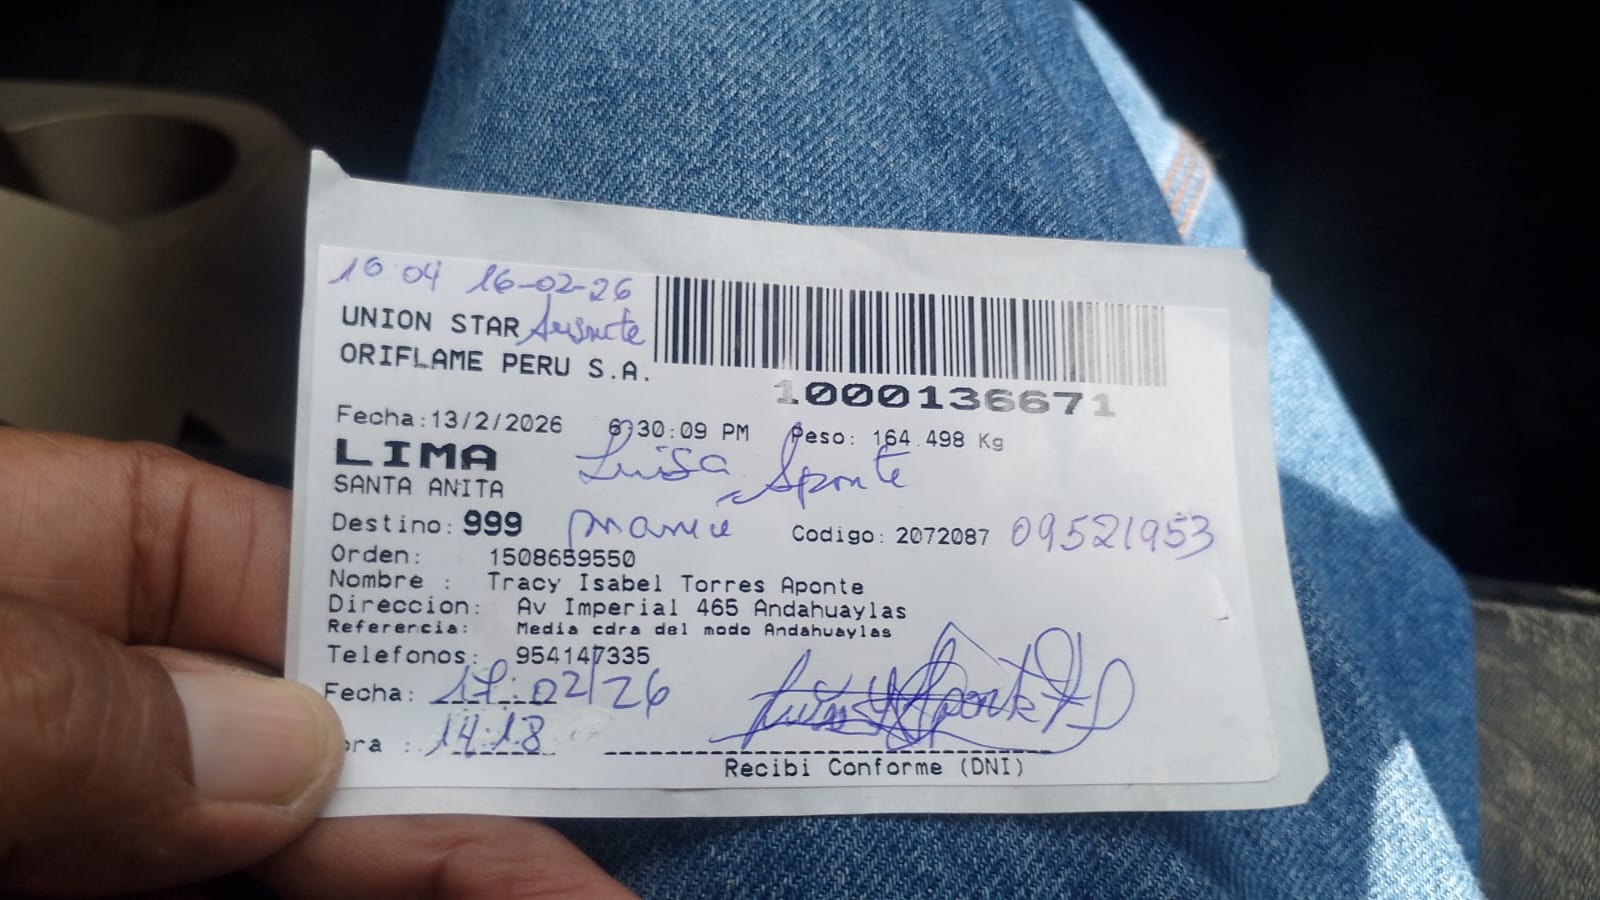 10:04 16-02-26
UNION STAR Ausente
ORIFLAME PERU S.A.
1000136671
Fecha:13/2/2026 6:30:09 PM Peso: 164.498 Kg
LIMA Luisa Aponte
SANTA ANITA
Destino: 999 mamá Codigo: 2072087 09521953
Orden: 1508659550
Nombre : Tracy Isabel Torres Aponte
Direccion: Av Imperial 465 Andahuaylas
Referencia: Media cdra del modo Andahuaylas
Telefonos: 954147335
Fecha: 17:02/26
ora : 14:18
Recibi Conforme (DNI)